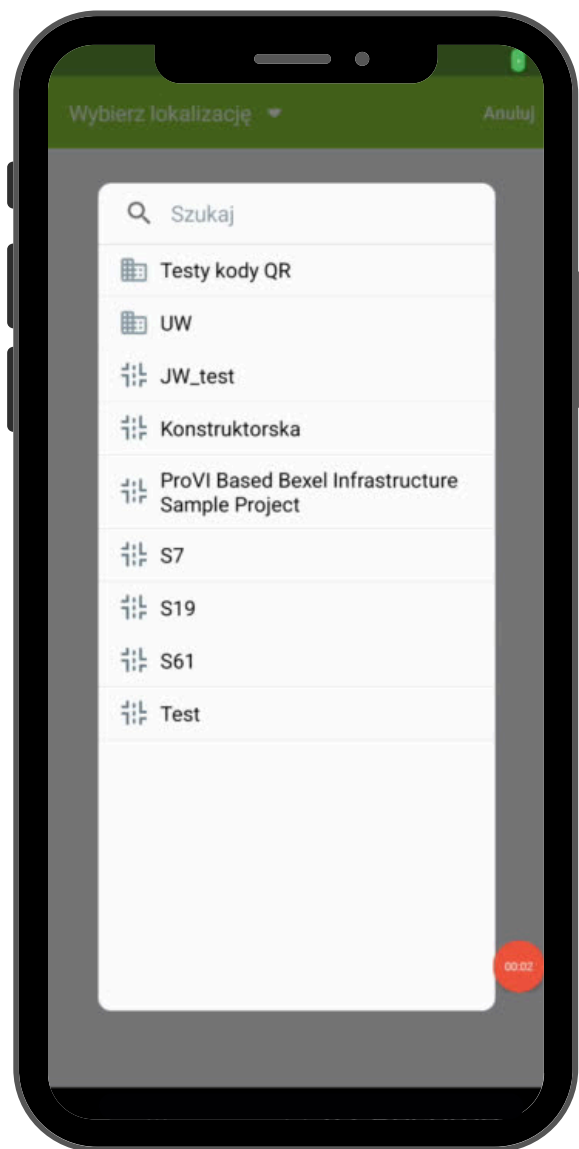 Wybierz lokalizację
Anuluj
Szukaj
Testy kody QR
UW
JW_test
Konstruktorska
ProVI Based Bexel Infrastructure
Sample Project
S7
S19
S61
Test
00:02